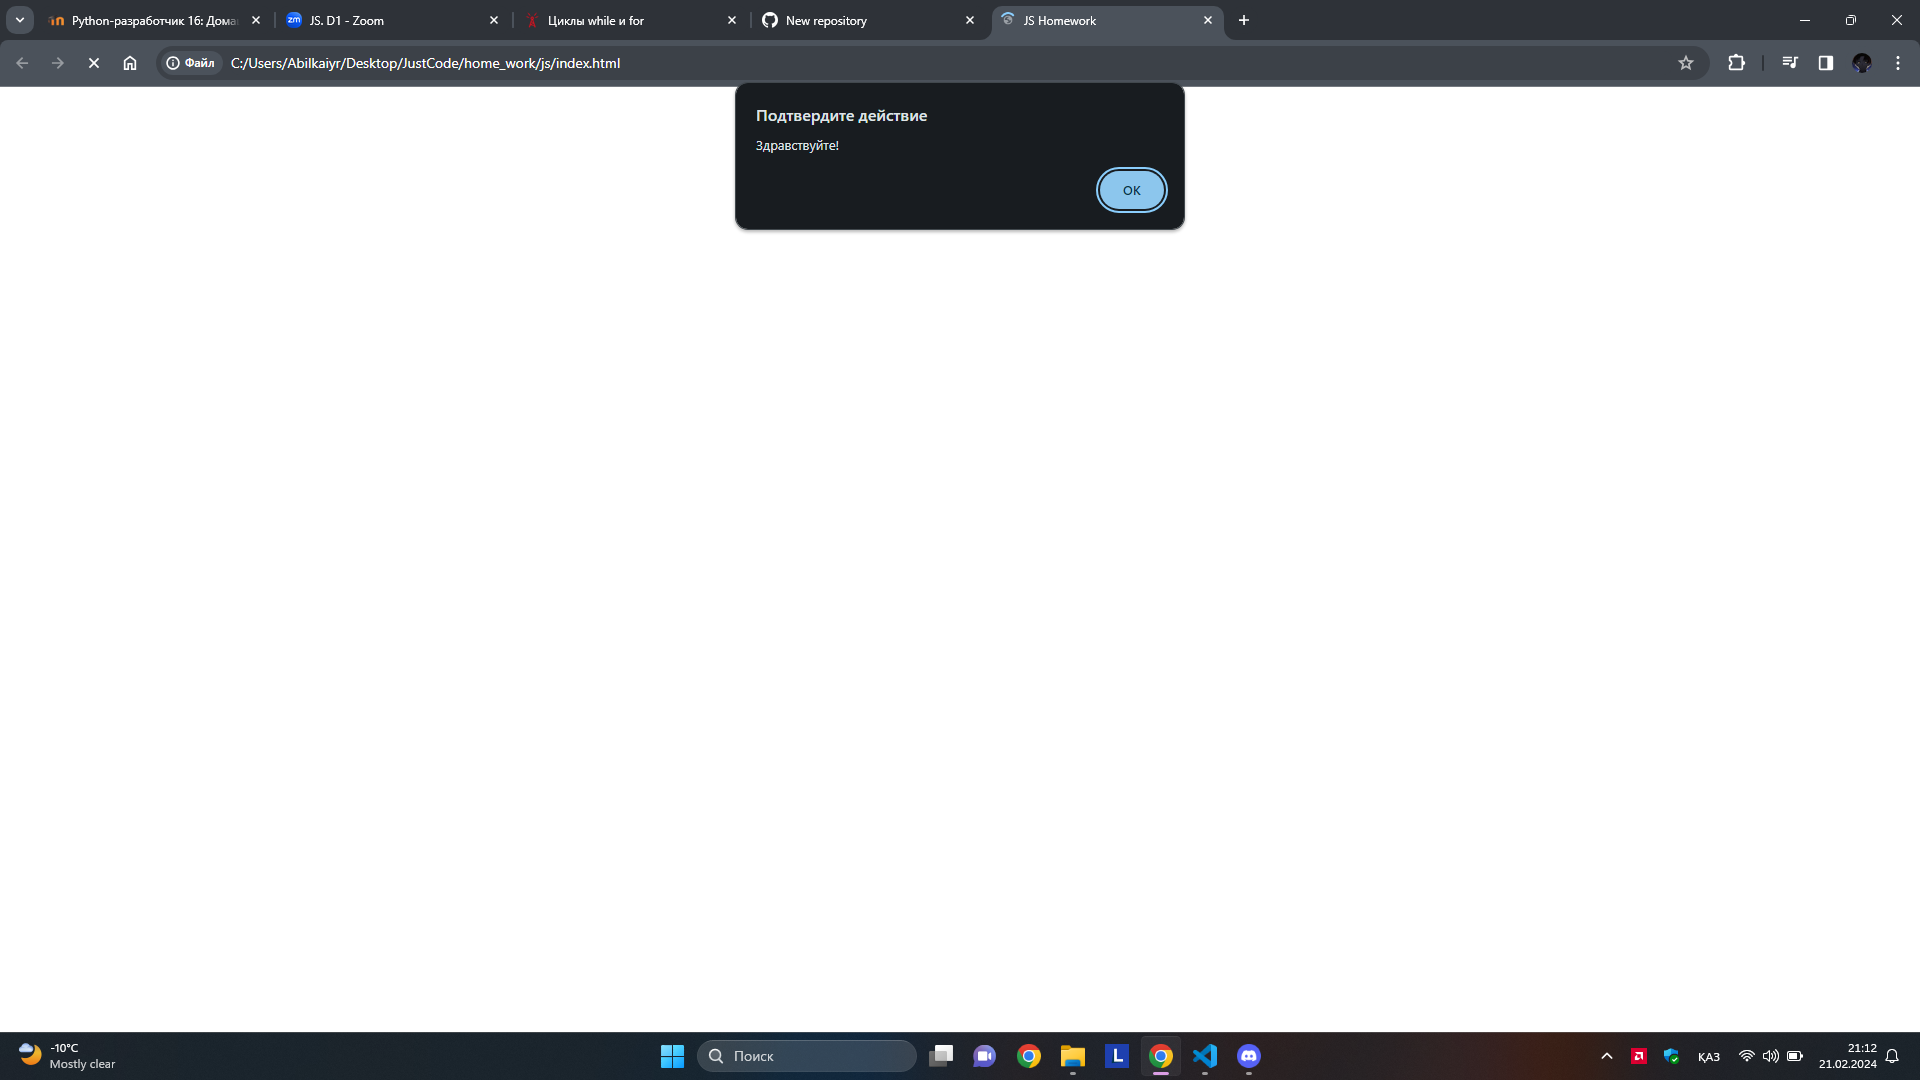 Python-разработчик 16: Дома
JS. D1 - Zoom
Циклы while и for
New repository
JS Homework
Файл
C:/Users/Abilkaiyr/Desktop/JustCode/home_work/js/index.html
Подтвердите действие
Здравствуйте!
ОК
-10°C
Mostly clear
Поиск
ҚАЗ
21:12
21.02.2024